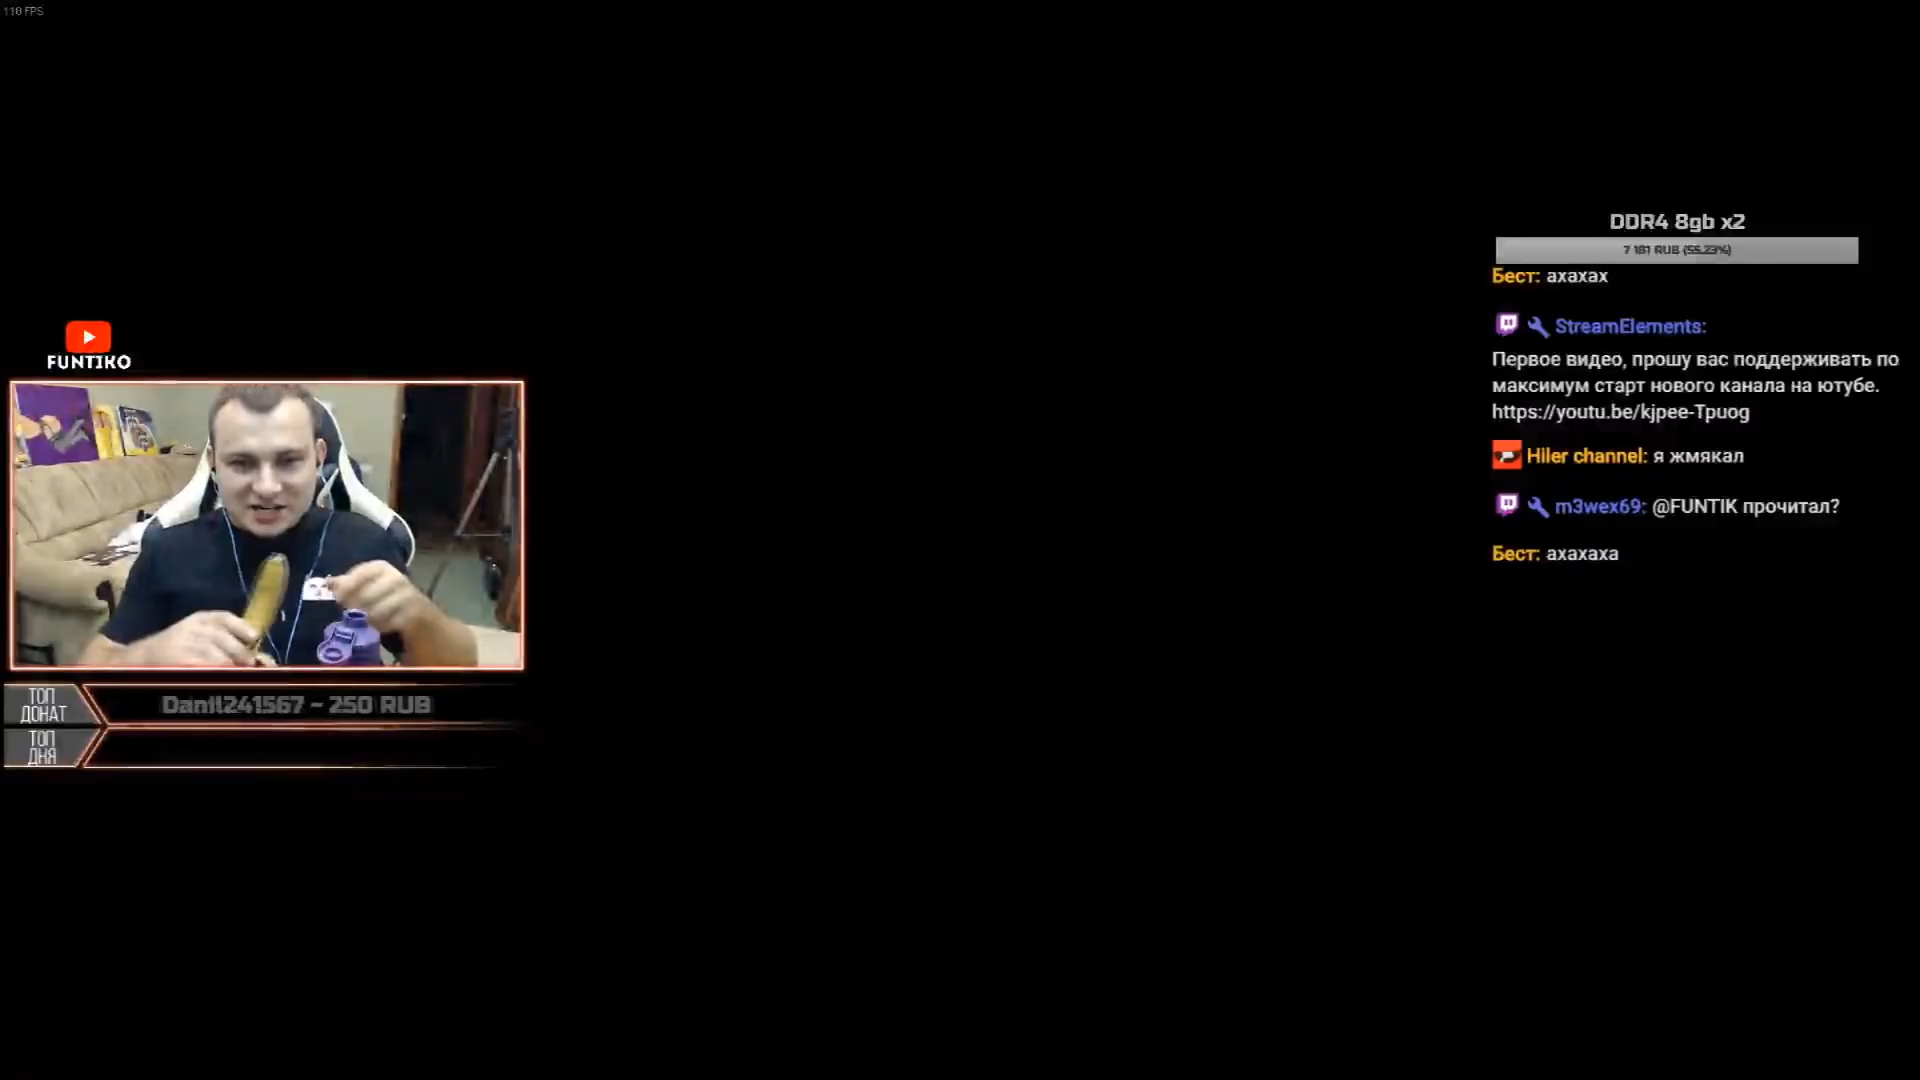 110 FPS
DDR4 8gb x2
7 181 RUB (55.23%)
Бест: ахахах
StreamElements:
Первое видео, прошу вас поддерживать по
максимум старт нового канала на ютубе.
https://youtu.be/kjpee-Tpuog
Hiler channel: я жмякал
m3wex69: @FUNTIK прочитал?
Бест: ахахаха
FUNTIKO
ТОП
ДОНАТ
Danil241567 - 250 RUB
ТОП
ДНЯ